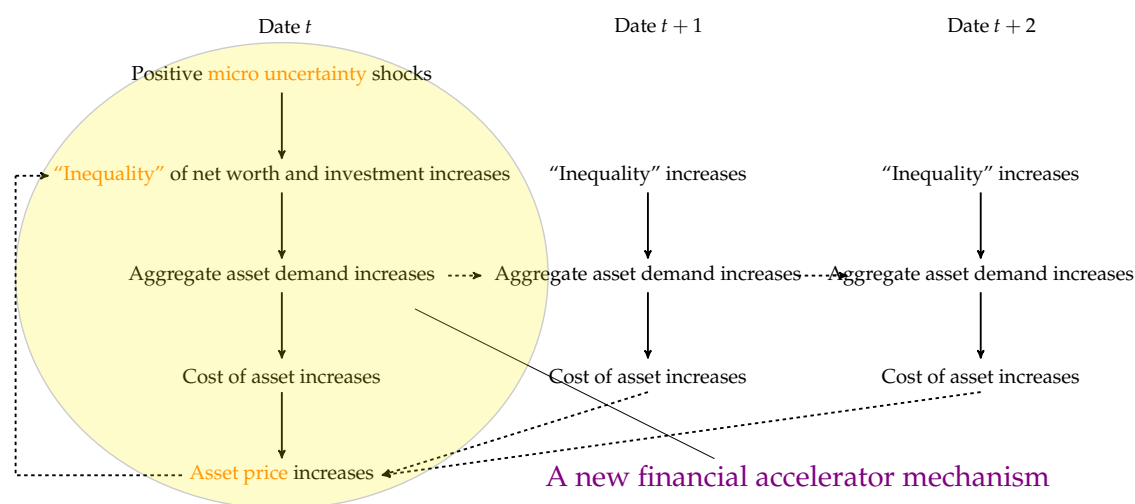 Date t
Date t + 1
Date t + 2
Positive micro uncertainty shocks
“Inequality” of net worth and investment increases
“Inequality” increases
“Inequality” increases
Aggregate asset demand increases
Aggregate asset demand increases
Aggregate asset demand increases
Cost of asset increases
Cost of asset increases
Cost of asset increases
Asset price increases
A new financial accelerator mechanism